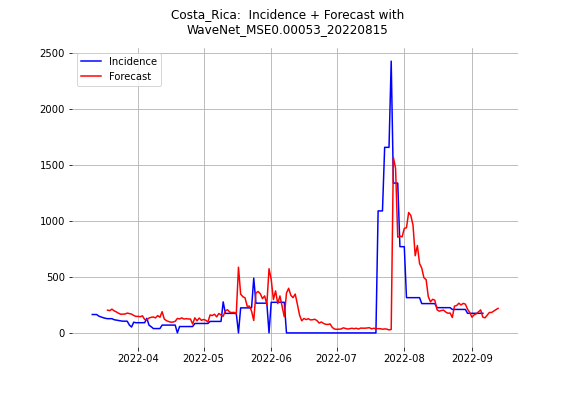 Costa_Rica: Incidence + Forecast with
WaveNet_MSE0.00053_20220815
Incidence
Forecast
2500
2000
1500
1000
500
0
2022-04 2022-05 2022-06 2022-07 2022-08 2022-09